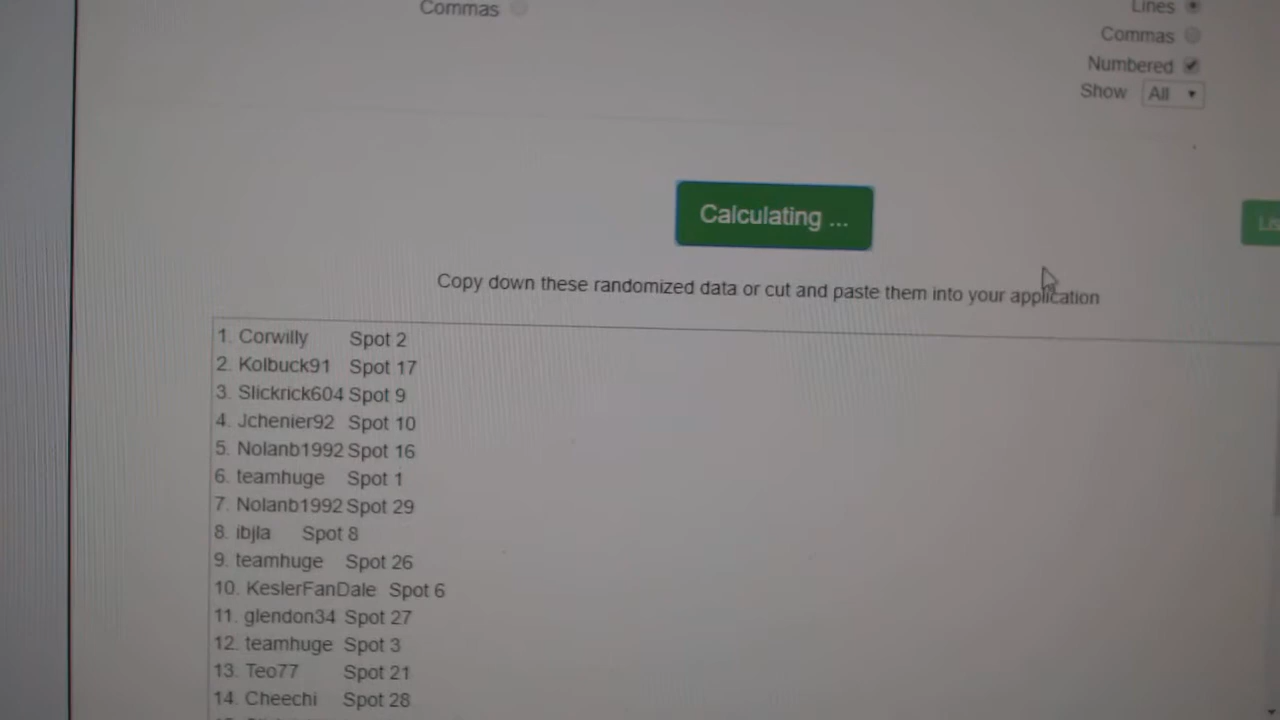 Commas
Lines
Commas
Numbered
Show All
Calculating ...
Copy down these randomized data or cut and paste them into your application
1. Corwilly Spot 2
2. Kolbuck91 Spot 17
3. Slickrick604 Spot 9
4. Jchenier92 Spot 10
5. Nolanb1992 Spot 16
6. teamhuge Spot 1
7. Nolanb1992 Spot 29
8. ibjla Spot 8
9. teamhuge Spot 26
10. KeslerFanDale Spot 6
11. glendon34 Spot 27
12. teamhuge Spot 3
13. Teo77 Spot 21
14. Cheechi Spot 28